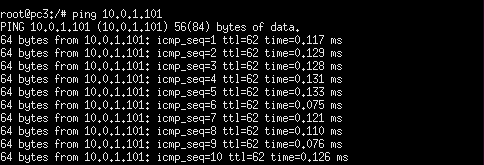 root@pc3:/# ping 10.0.1.101
PING 10.0.1.101 (10.0.1.101) 56(84) bytes of data.
64 bytes from 10.0.1.101: icmp_seq=1 ttl=62 time=0.117 ms
64 bytes from 10.0.1.101: icmp_seq=2 ttl=62 time=0.129 ms
64 bytes from 10.0.1.101: icmp_seq=3 ttl=62 time=0.128 ms
64 bytes from 10.0.1.101: icmp_seq=4 ttl=62 time=0.131 ms
64 bytes from 10.0.1.101: icmp_seq=5 ttl=62 time=0.133 ms
64 bytes from 10.0.1.101: icmp_seq=6 ttl=62 time=0.075 ms
64 bytes from 10.0.1.101: icmp_seq=7 ttl=62 time=0.121 ms
64 bytes from 10.0.1.101: icmp_seq=8 ttl=62 time=0.110 ms
64 bytes from 10.0.1.101: icmp_seq=9 ttl=62 time=0.076 ms
64 bytes from 10.0.1.101: icmp_seq=10 ttl=62 time=0.126 ms